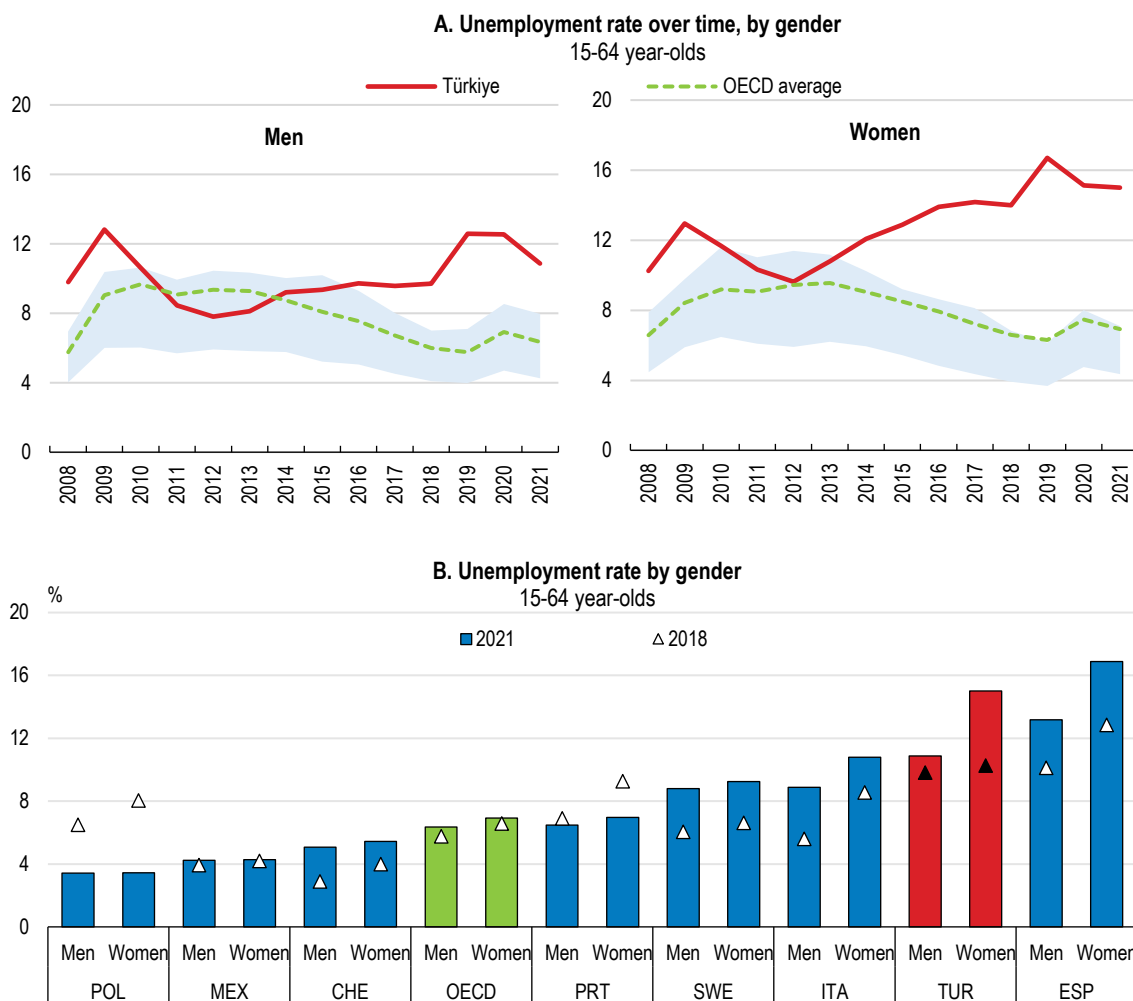 A. Unemployment rate over time, by gender
15-64 year-olds
Türkiye
OECD average
Men
20
16
12
8
4
0
2008 2009 2010 2011 2012 2013 2014 2015 2016 2017 2018 2019 2020 2021
Women
20
16
12
8
4
0
2008 2009 2010 2011 2012 2013 2014 2015 2016 2017 2018 2019 2020 2021
B. Unemployment rate by gender
15-64 year-olds
%
2021 2018
20
16
12
8
4
0
Men Women Men Women Men Women Men Women Men Women Men Women Men Women Men Women Men Women
POL MEX CHE OECD PRT SWE ITA TUR ESP